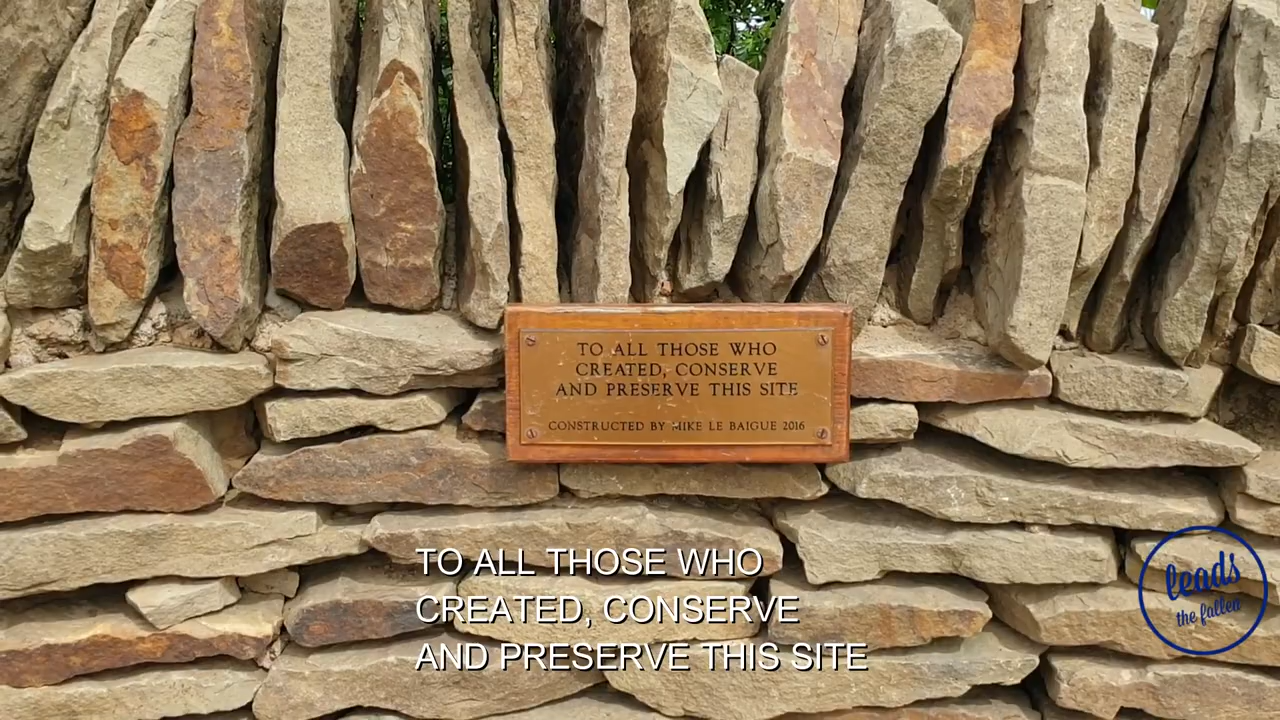 TO ALL THOSE WHO
CREATED, CONSERVE
AND PRESERVE THIS SITE
CONSTRUCTED BY MIKE LE BAIGUE 2016
TO ALL THOSE WHO
CREATED, CONSERVE
AND PRESERVE THIS SITE
leads
the fallen